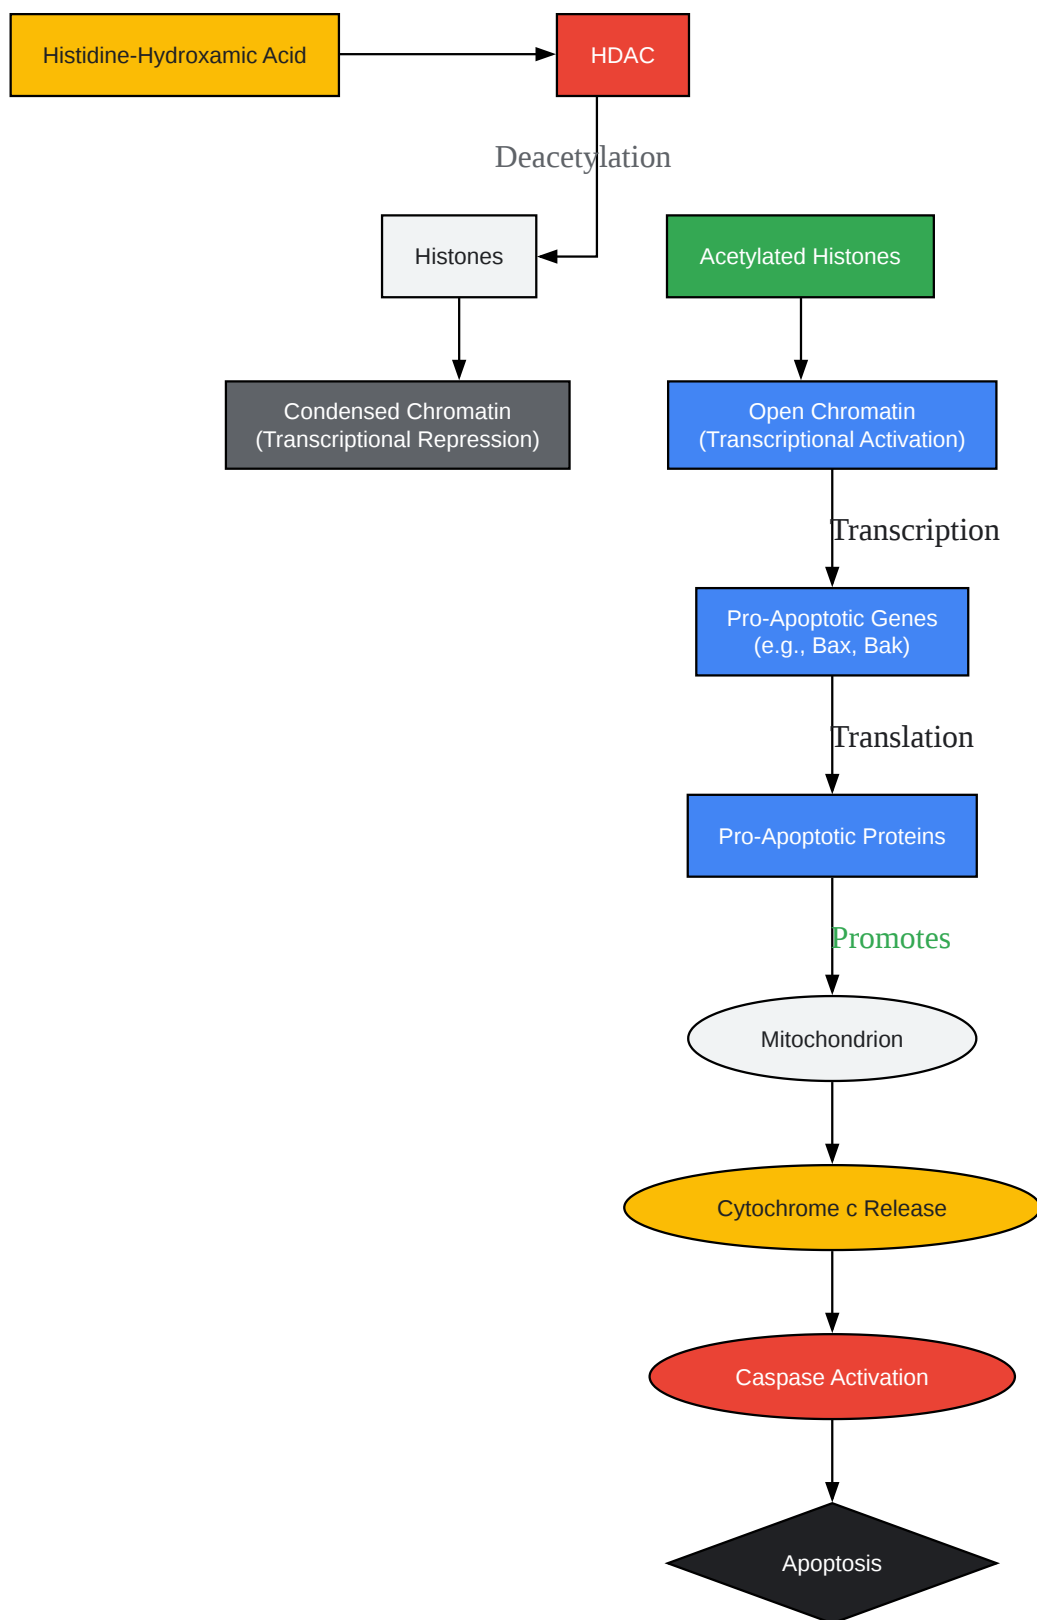 Histidine-Hydroxamic Acid
HDAC
Deacetylation
Histones
Acetylated Histones
Condensed Chromatin
(Transcriptional Repression)
Open Chromatin
(Transcriptional Activation)
Transcription
Pro-Apoptotic Genes
(e.g., Bax, Bak)
Translation
Pro-Apoptotic Proteins
Promotes
Mitochondrion
Cytochrome c Release
Caspase Activation
Apoptosis